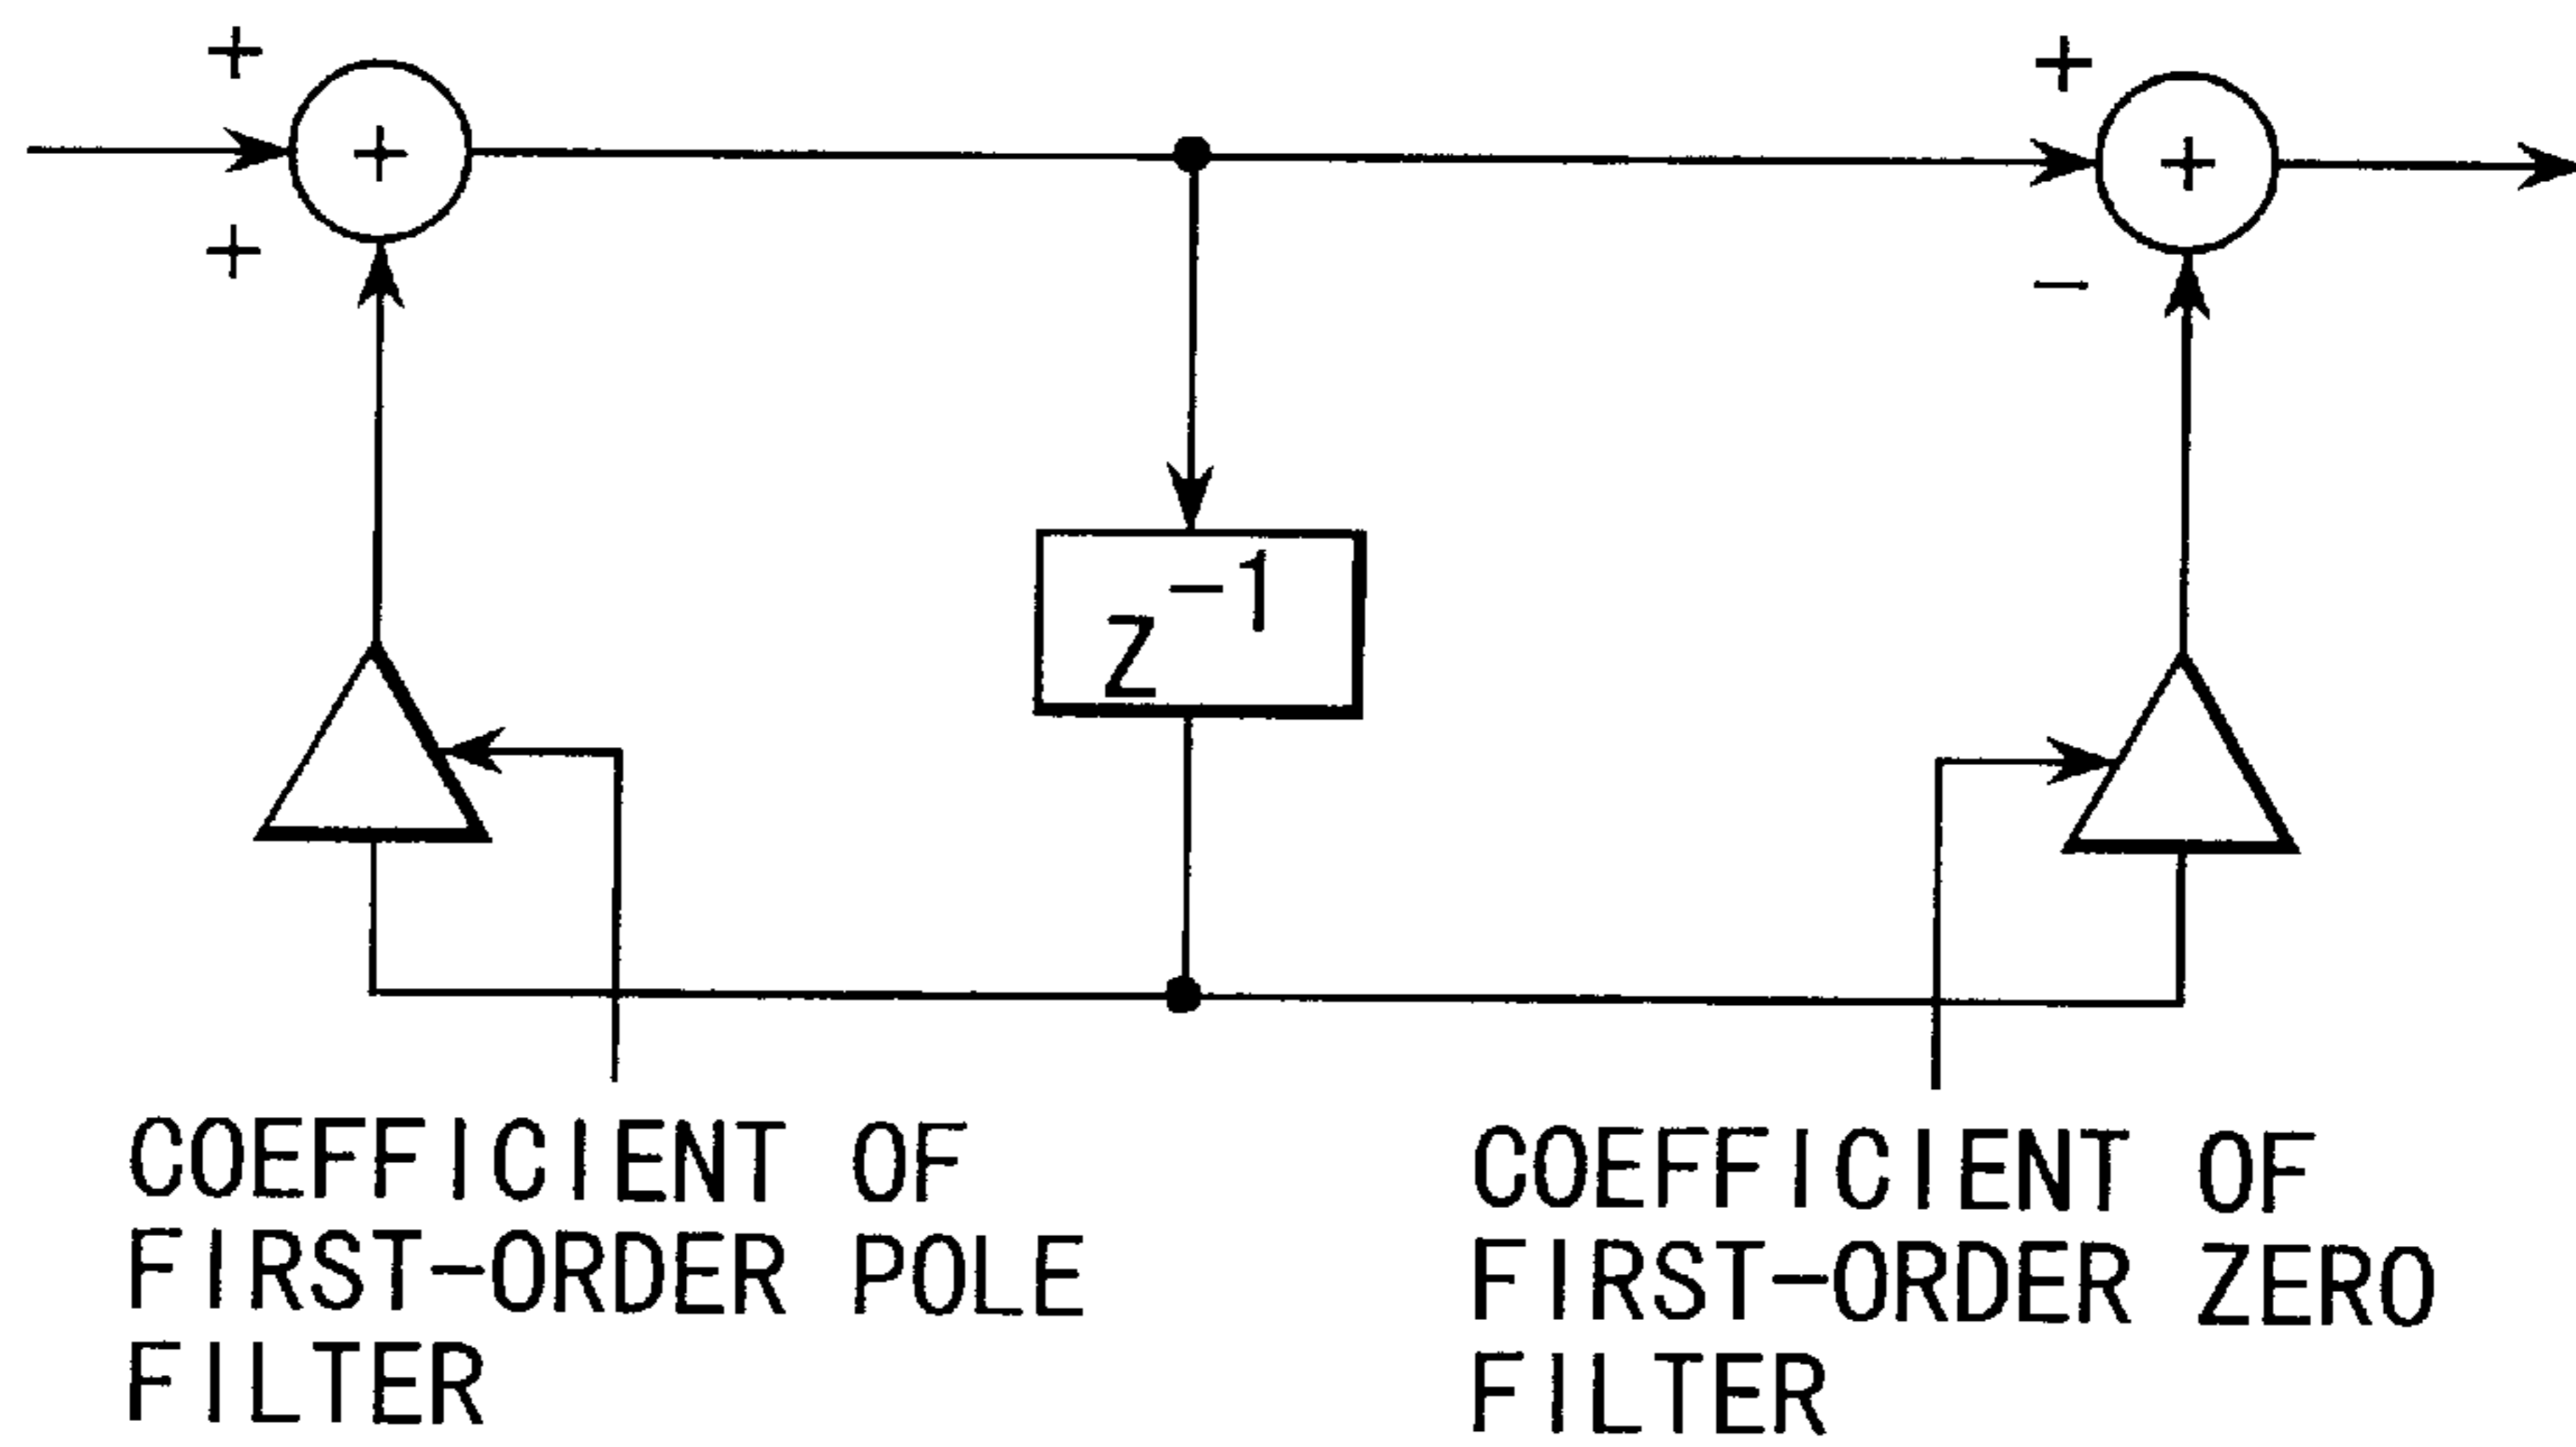 +
+
+
+
+
−
z⁻¹
COEFFICIENT OF
FIRST-ORDER POLE
FILTER
COEFFICIENT OF
FIRST-ORDER ZERO
FILTER